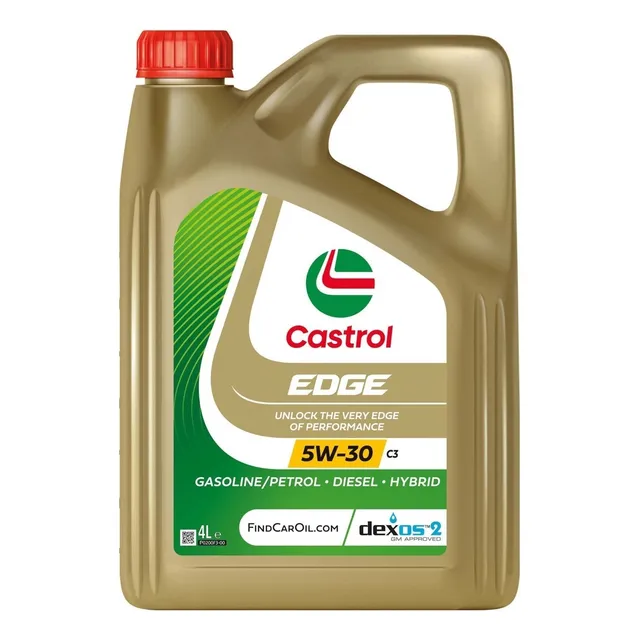 Castrol
EDGE
UNLOCK THE VERY EDGE
OF PERFORMANCE
5W-30 C3
GASOLINE/PETROL • DIESEL • HYBRID
4L e
FINDCAROIL.COM
dexos™2
GM APPROVED